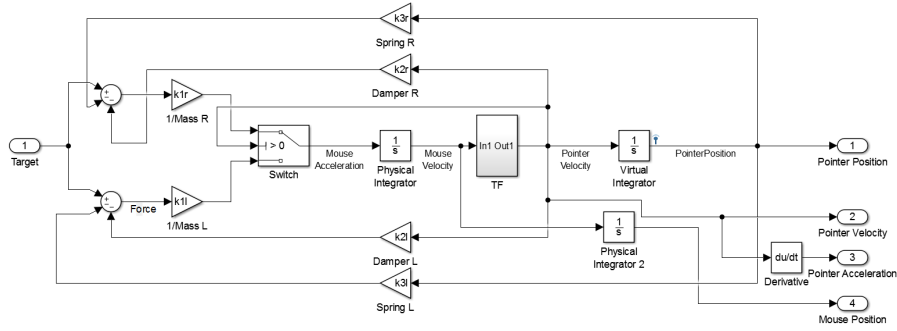 k3r
Spring R
k2r
Damper R
+
−
−
k1r
1/Mass R
1
Target
! > 0
Switch
Mouse
Acceleration
1
s
Physical
Integrator
Mouse
Velocity
In1 Out1
TF
Pointer
Velocity
1
s
Virtual
Integrator
PointerPosition
1
Pointer Position
+
−
−
Force
k1l
1/Mass L
k2l
Damper L
1
s
Physical
Integrator 2
2
Pointer Velocity
du/dt
Derivative
3
Pointer Acceleration
k3l
Spring L
4
Mouse Position